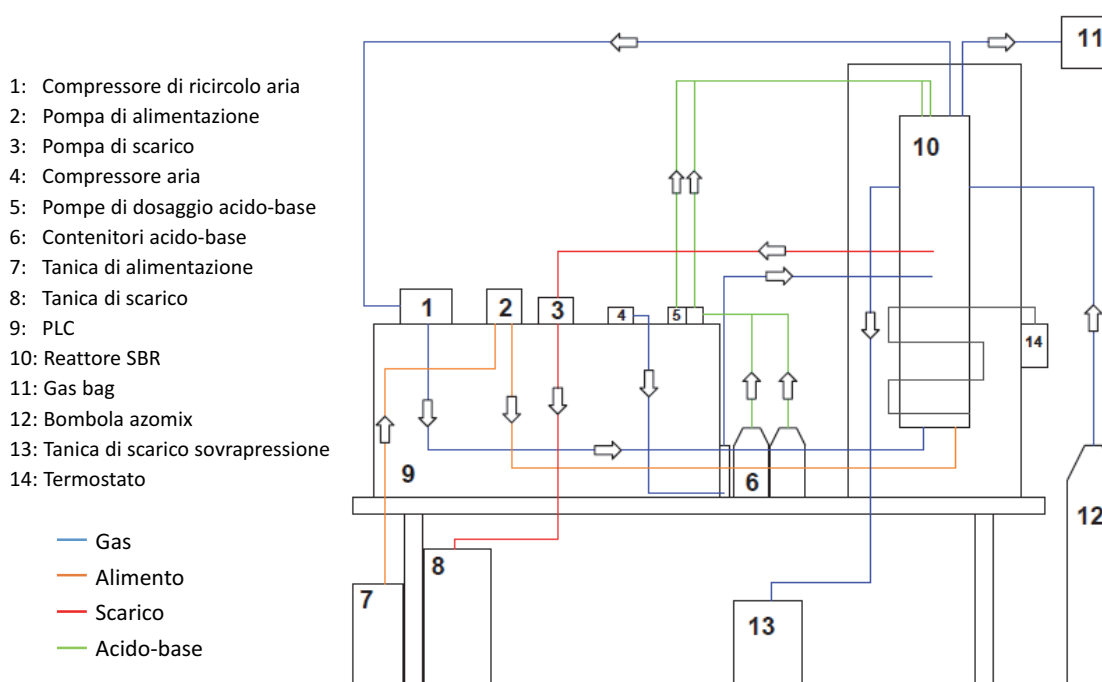 1: Compressore di ricircolo aria
2: Pompa di alimentazione
3: Pompa di scarico
4: Compressore aria
5: Pompe di dosaggio acido-base
6: Contenitori acido-base
7: Tanica di alimentazione
8: Tanica di scarico
9: PLC
10: Reattore SBR
11: Gas bag
12: Bombola azomix
13: Tanica di scarico sovrapressione
14: Termostato
Gas
Alimento
Scarico
Acido-base
11
10
1
2
3
4
5
14
9
6
12
8
7
13